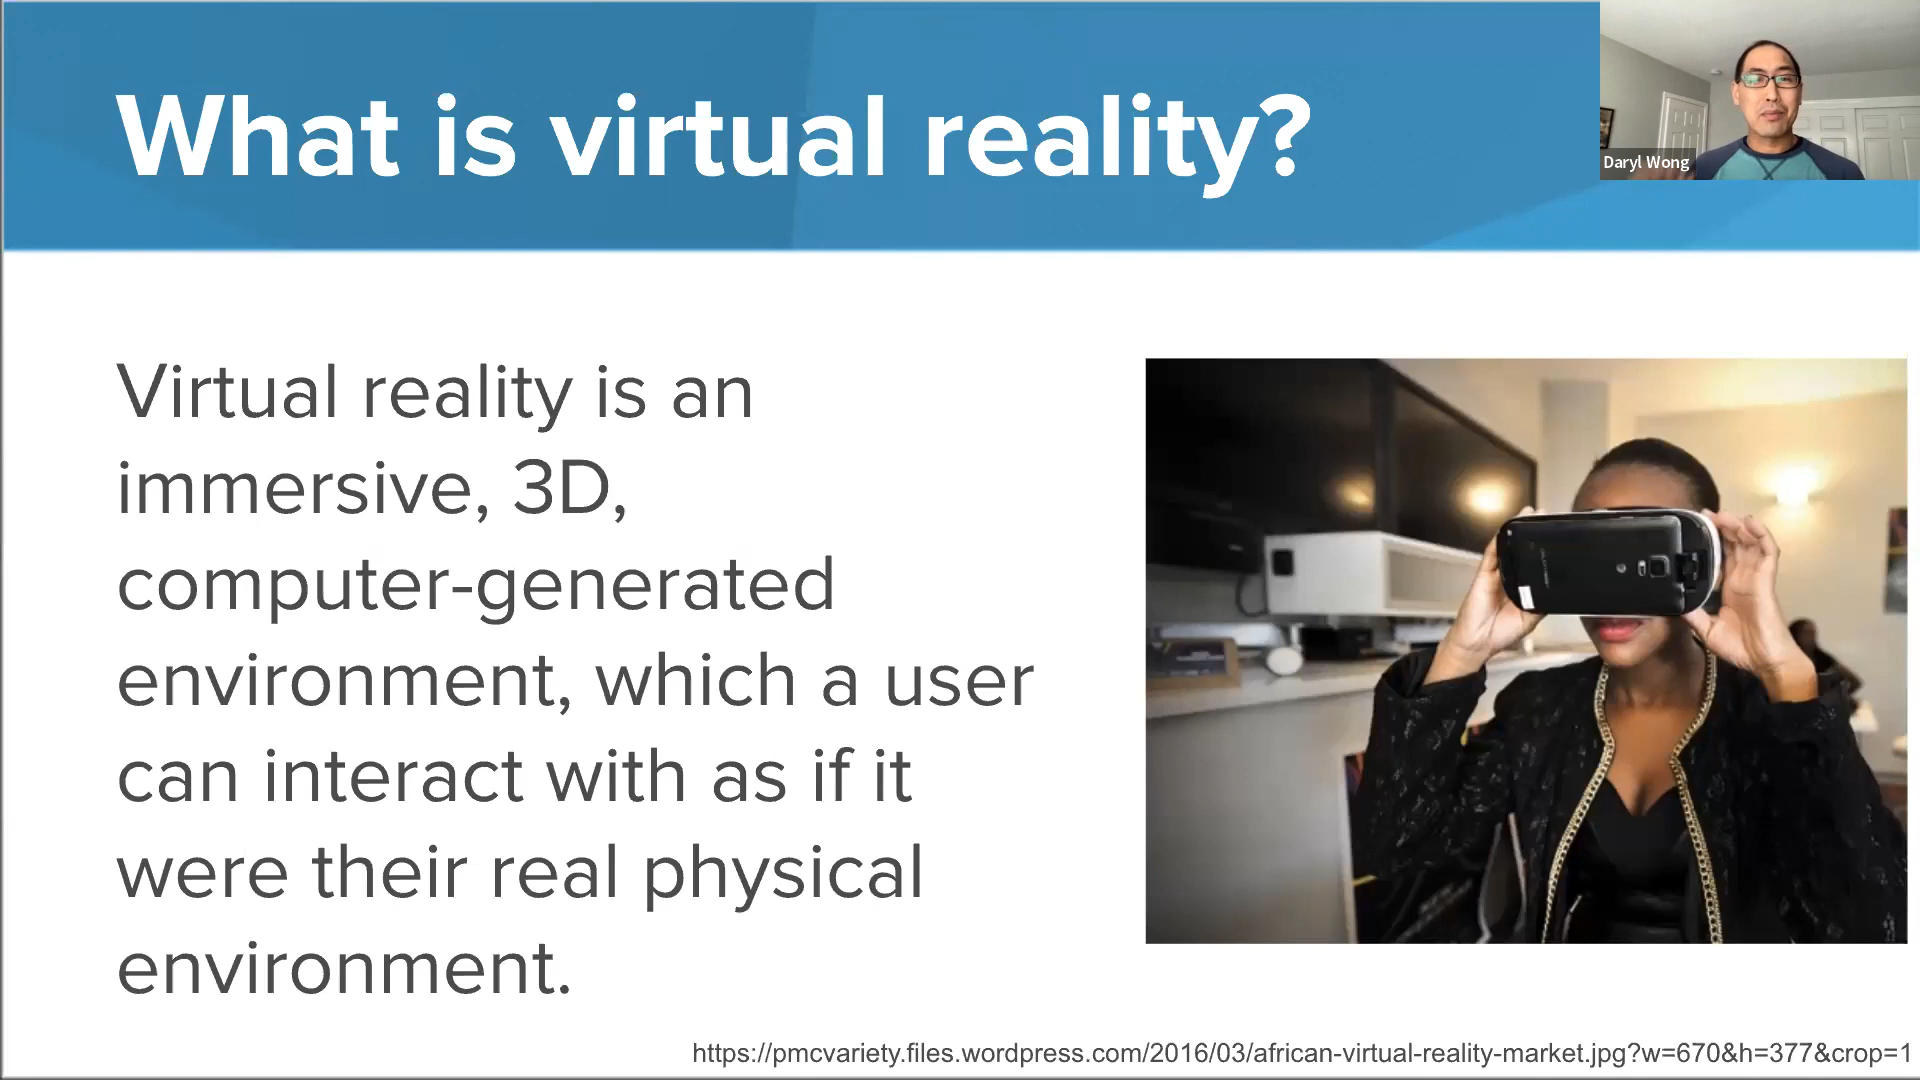 What is virtual reality?
Daryl Wong
Virtual reality is an
immersive, 3D,
computer-generated
environment, which a user
can interact with as if it
were their real physical
environment.
https://pmcvariety.files.wordpress.com/2016/03/african-virtual-reality-market.jpg?w=670&h=377&crop=1